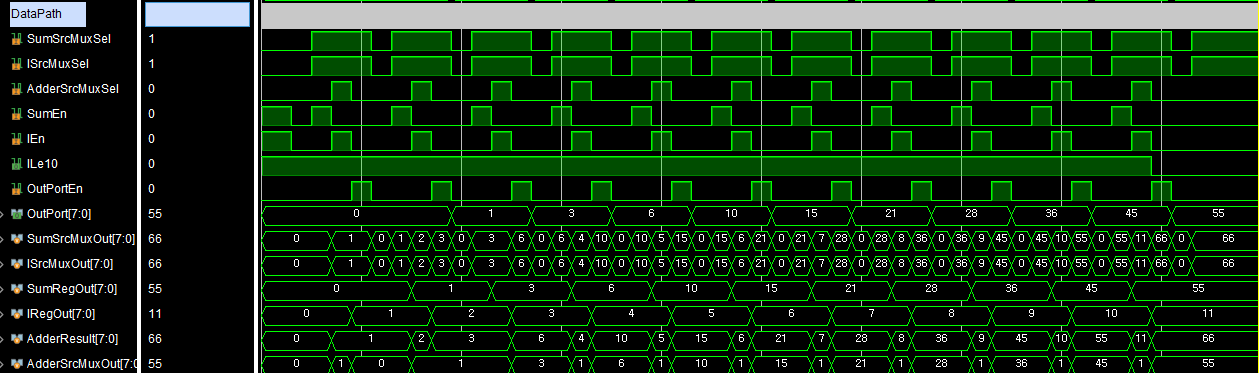 DataPath
SumSrcMuxSel 1
ISrcMuxSel 1
AdderSrcMuxSel 0
SumEn 0
IEn 0
ILe10 0
OutPortEn 0
OutPort[7:0] 55 0 1 3 6 10 15 21 28 36 45 55
SumSrcMuxOut[7:0] 66 0 1 0 1 2 3 0 3 6 0 6 4 10 0 10 5 15 0 15 6 21 0 21 7 28 0 28 8 36 0 36 9 45 0 45 10 55 0 55 11 66 0 66
ISrcMuxOut[7:0] 66 0 1 0 1 2 3 0 3 6 0 6 4 10 0 10 5 15 0 15 6 21 0 21 7 28 0 28 8 36 0 36 9 45 0 45 10 55 0 55 11 66 0 66
SumRegOut[7:0] 55 0 1 3 6 10 15 21 28 36 45 55
IRegOut[7:0] 11 0 1 2 3 4 5 6 7 8 9 10 11
AdderResult[7:0] 66 0 1 2 3 6 4 10 5 15 6 21 7 28 8 36 9 45 10 55 11 66
AdderSrcMuxOut[7:0 55 0 1 0 1 3 1 6 1 10 1 15 1 21 1 28 1 36 1 45 1 55